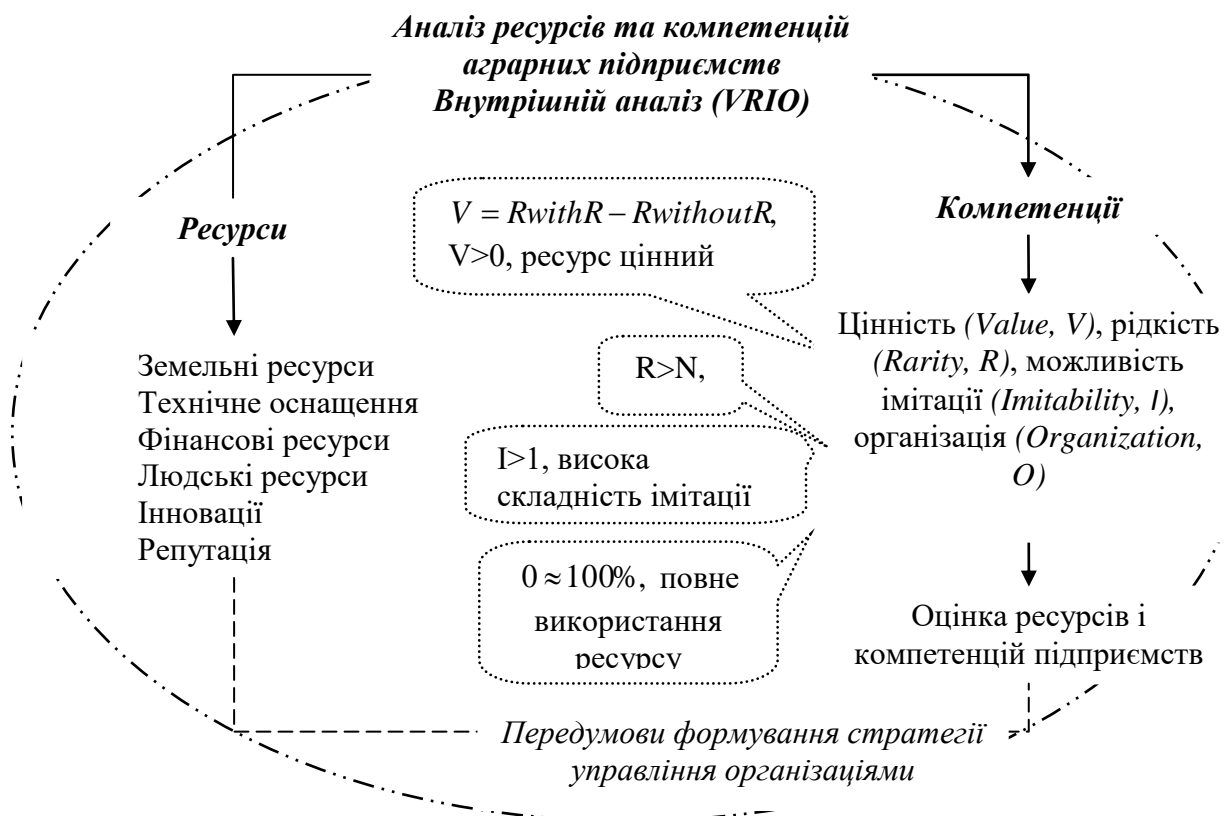 Аналіз ресурсів та компетенцій
аграрних підприємств
Внутрішній аналіз (VRIO)
Ресурси
Земельні ресурси
Технічне оснащення
Фінансові ресурси
Людські ресурси
Інновації
Репутація
V = RwithR − RwithoutR,
V>0, ресурс цінний
R>N,
I>1, висока
складність імітації
0 ≈100%, повне
використання
ресурсу
Компетенції
Цінність (Value, V), рідкість
(Rarity, R), можливість
імітації (Imitability, I),
організація (Organization,
O)
Оцінка ресурсів і
компетенцій підприємств
Передумови формування стратегії
управління організаціями